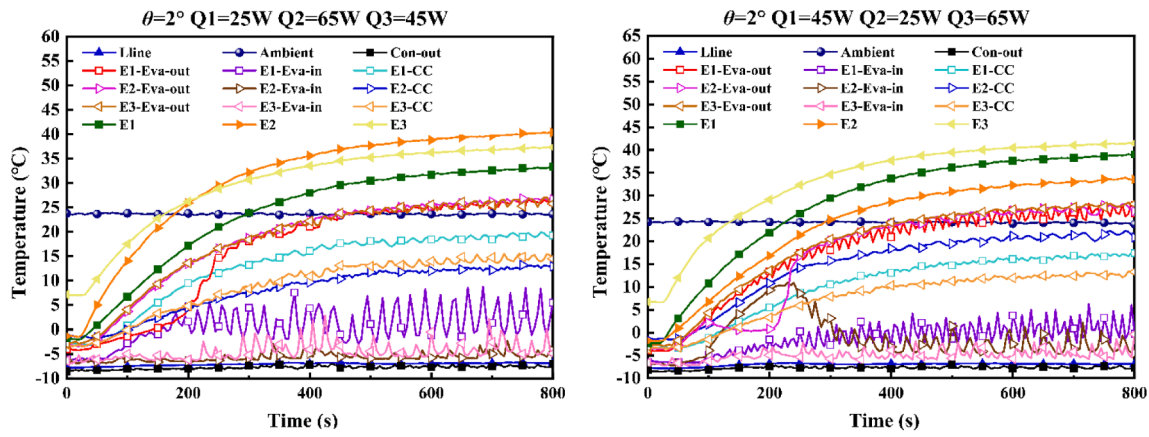 θ=2° Q1=25W Q2=65W Q3=45W
60
55
50
45
40
35
30
25
20
15
10
5
0
-5
-10
Temperature (°C)
Lline Ambient Con-out
E1-Eva-out E1-Eva-in E1-CC
E2-Eva-out E2-Eva-in E2-CC
E3-Eva-out E3-Eva-in E3-CC
E1 E2 E3
0 200 400 600 800
Time (s)
θ=2° Q1=45W Q2=25W Q3=65W
65
60
55
50
45
40
35
30
25
20
15
10
5
0
-5
-10
Temperature (°C)
Lline Ambient Con-out
E1-Eva-out E1-Eva-in E1-CC
E2-Eva-out E2-Eva-in E2-CC
E3-Eva-out E3-Eva-in E3-CC
E1 E2 E3
0 200 400 600 800
Time (s)